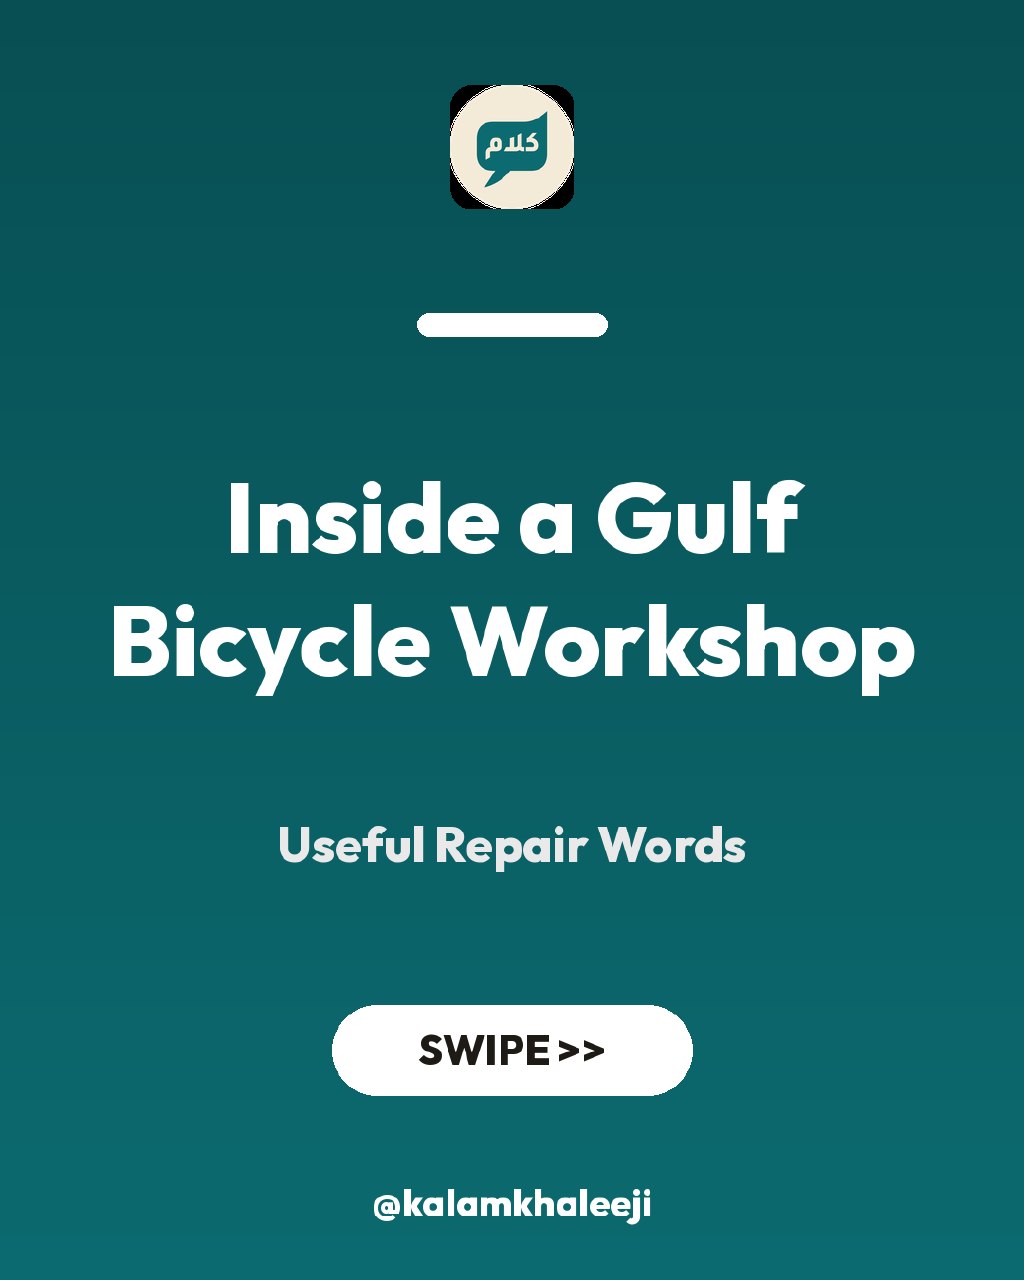 كلام
Inside a Gulf
Bicycle Workshop
Useful Repair Words
SWIPE >>
@kalamkhaleeji